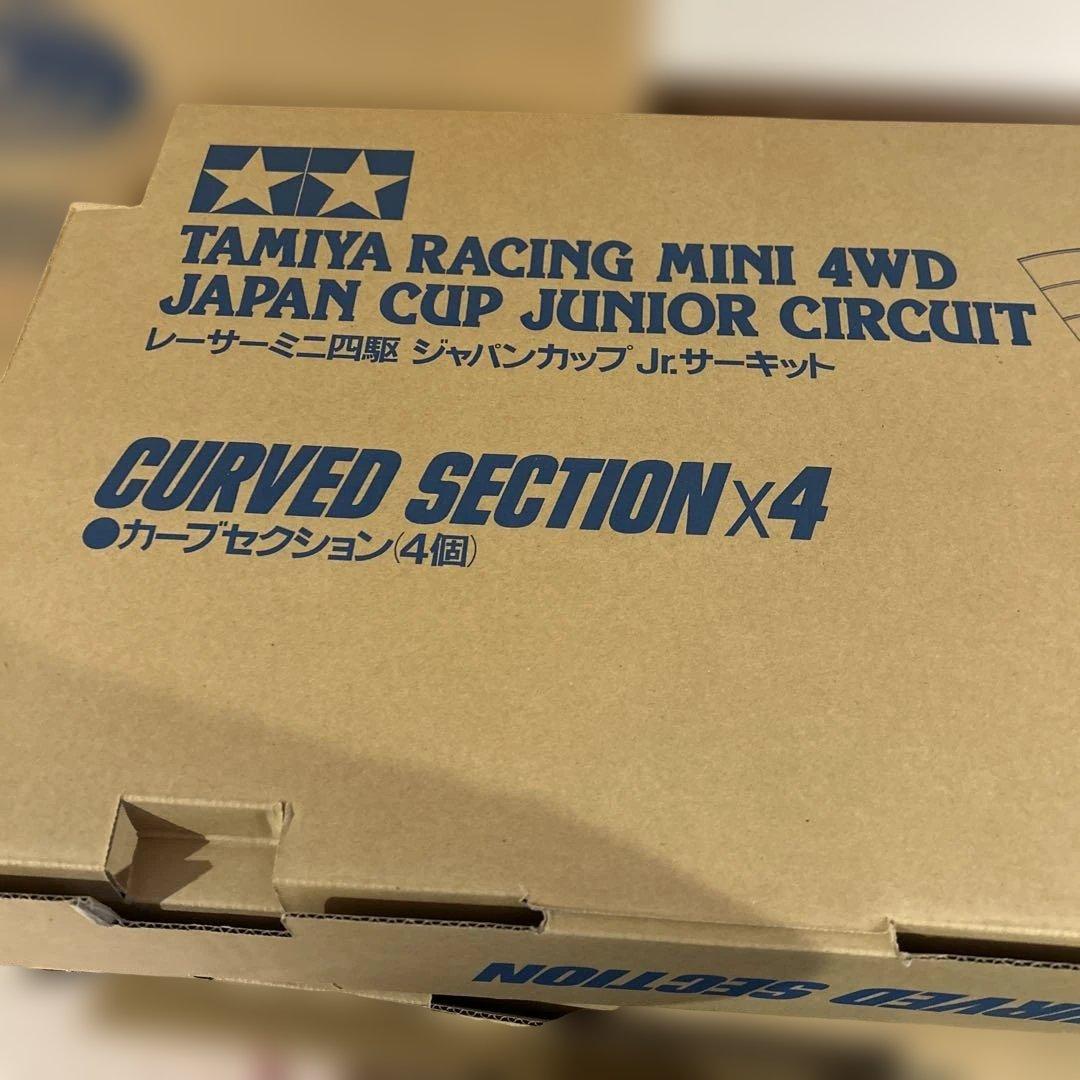 TAMIYA RACING MINI 4WD
JAPAN CUP JUNIOR CIRCUIT
レーサーミニ四駆 ジャパンカップ Jr.サーキット
CURVED SECTION x4
●カーブセクション(4個)
CURVED SECTION